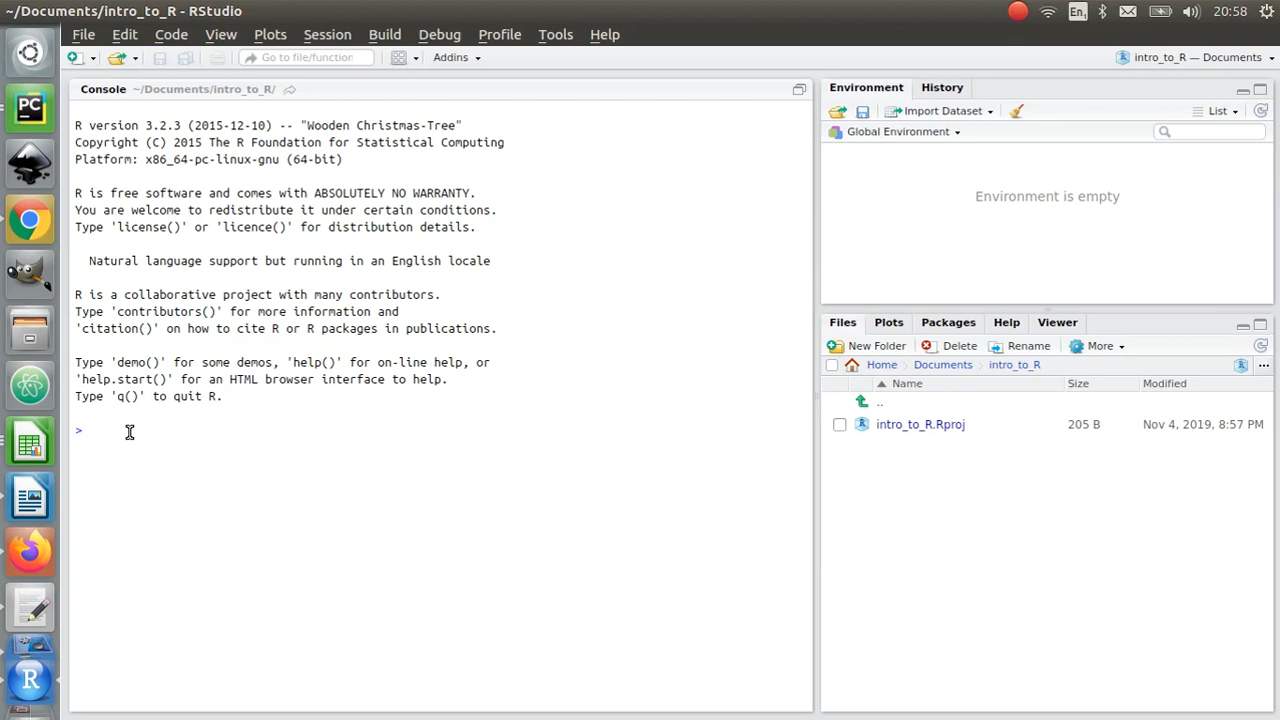 ~/Documents/intro_to_R - RStudio
En
20:58
File Edit Code View Plots Session Build Debug Profile Tools Help
Go to file/function
Addins
intro_to_R — Documents
Console ~/Documents/intro_to_R/
R version 3.2.3 (2015-12-10) -- "Wooden Christmas-Tree"
Copyright (C) 2015 The R Foundation for Statistical Computing
Platform: x86_64-pc-linux-gnu (64-bit)
R is free software and comes with ABSOLUTELY NO WARRANTY.
You are welcome to redistribute it under certain conditions.
Type 'license()' or 'licence()' for distribution details.
Natural language support but running in an English locale
R is a collaborative project with many contributors.
Type 'contributors()' for more information and
'citation()' on how to cite R or R packages in publications.
Type 'demo()' for some demos, 'help()' for on-line help, or
'help.start()' for an HTML browser interface to help.
Type 'q()' to quit R.
>
Environment History
Import Dataset
List
Global Environment
Environment is empty
Files Plots Packages Help Viewer
New Folder Delete Rename More
Home Documents intro_to_R
Name Size Modified
..
intro_to_R.Rproj 205 B Nov 4, 2019, 8:57 PM
PC
R